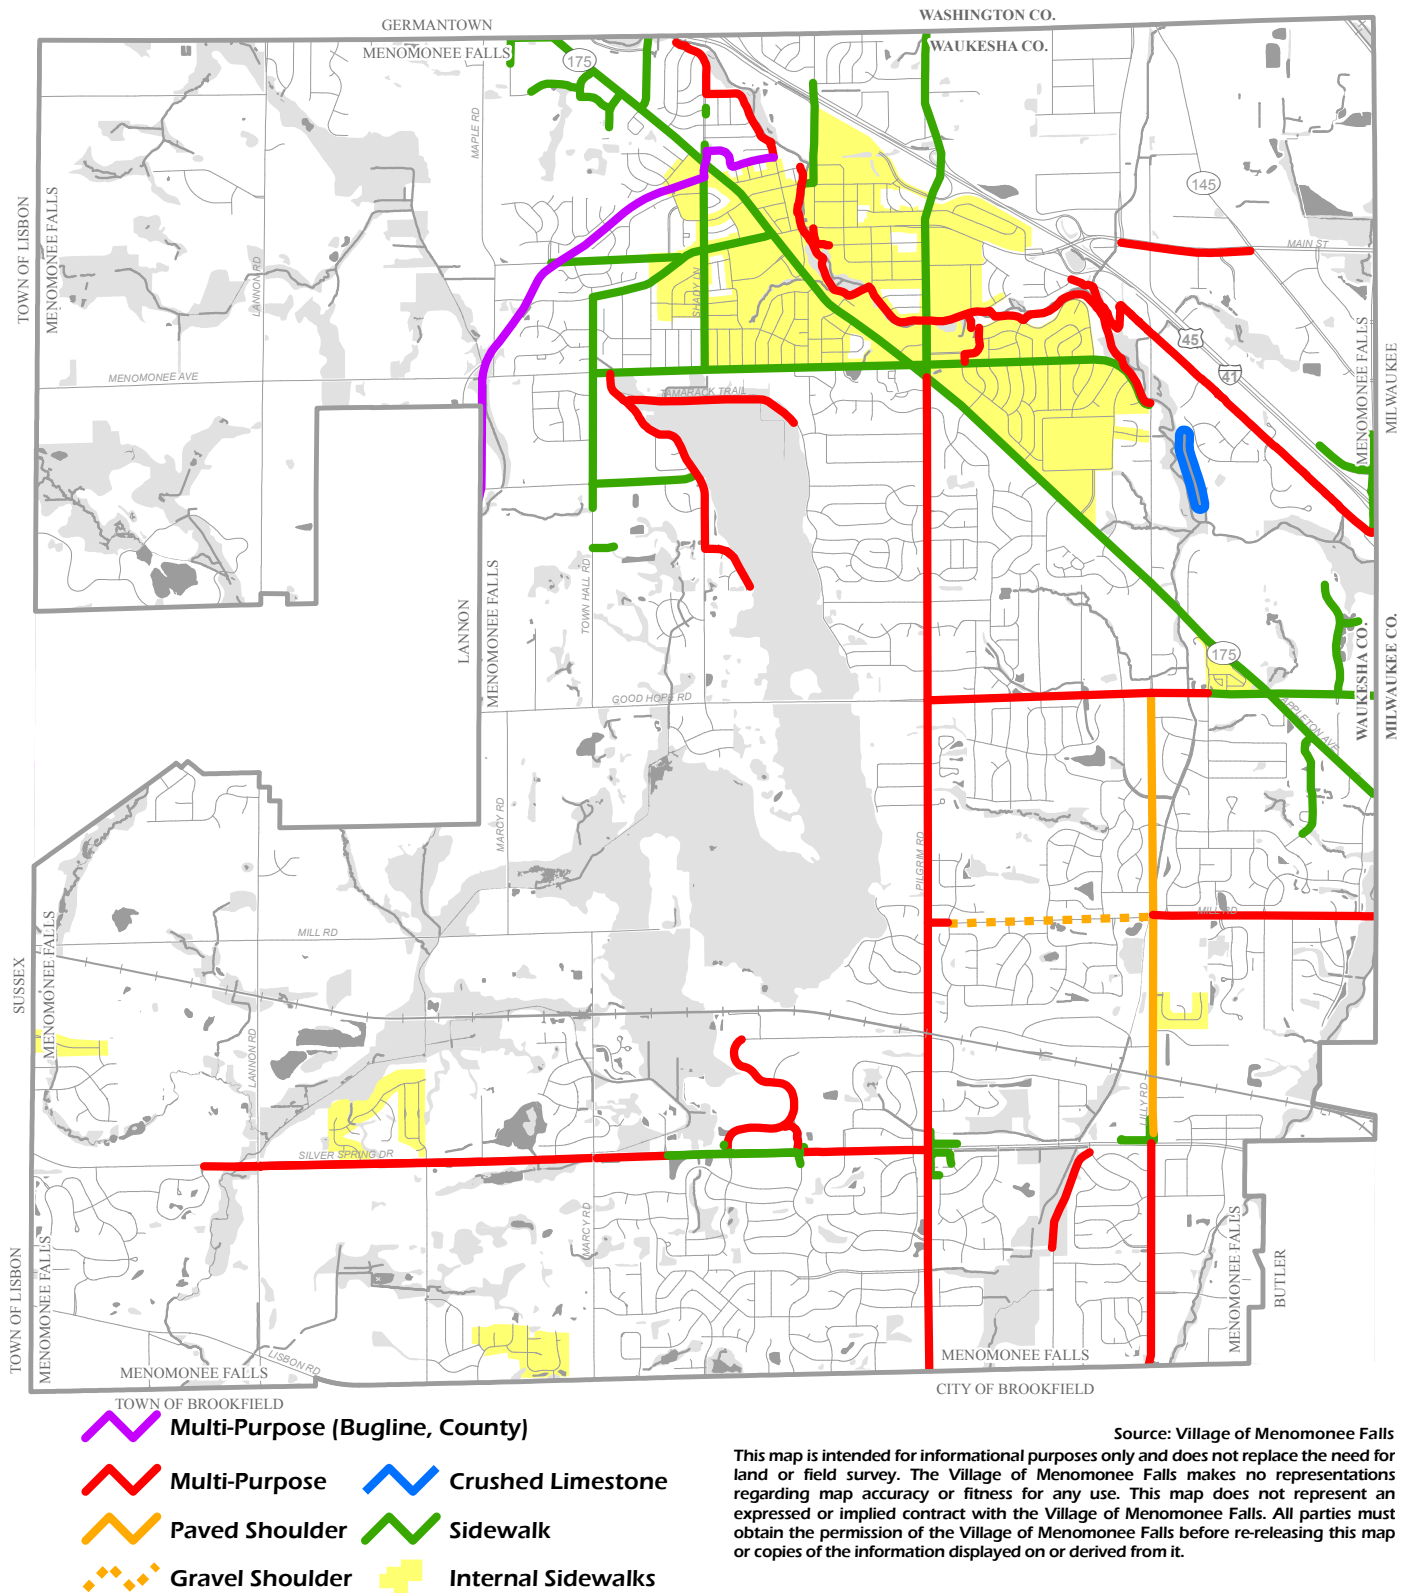 WASHINGTON CO.
GERMANTOWN
WAUKESHA CO.
MENOMONEE FALLS
175
MAPLE RD
145
TOWN OF LISBON
MENOMONEE FALLS
LANNON RD
MAIN ST
SHADY LN
45
MENOMONEE FALLS
MILWAUKEE
41
MENOMONEE AVE
TAMARACK TRAIL
TOWN HALL RD
LANNON
MENOMONEE FALLS
175
WAUKESHA CO.
MILWAUKEE CO.
GOOD HOPE RD
APPLETON AVE
MARCY RD
PILGRIM RD
MILL RD
MILL RD
SUSSEX
MENOMONEE FALLS
LANNON RD
LILLY RD
SILVER SPRING DR
MARCY RD
TOWN OF LISBON
MENOMONEE FALLS
MENOMONEE FALLS
BUTLER
LISBON RD
MENOMONEE FALLS
MENOMONEE FALLS
TOWN OF BROOKFIELD
CITY OF BROOKFIELD
Multi-Purpose (Bugline, County)
Multi-Purpose
Crushed Limestone
Paved Shoulder
Sidewalk
Gravel Shoulder
Internal Sidewalks
Source: Village of Menomonee Falls
This map is intended for informational purposes only and does not replace the need for
land or field survey. The Village of Menomonee Falls makes no representations
regarding map accuracy or fitness for any use. This map does not represent an
expressed or implied contract with the Village of Menomonee Falls. All parties must
obtain the permission of the Village of Menomonee Falls before re-releasing this map
or copies of the information displayed on or derived from it.